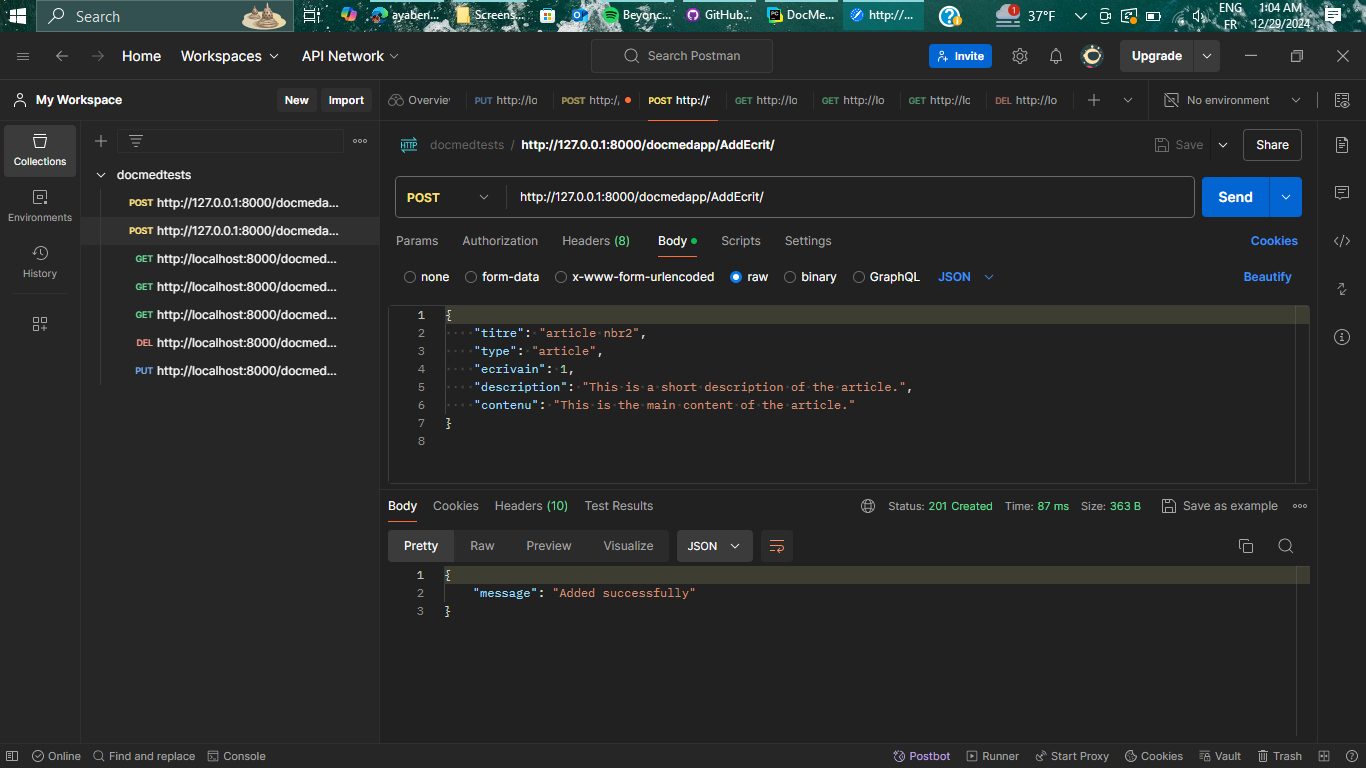 Search
ayaben...
Screens...
Beyonc...
GitHub...
DocMe...
http://...
1
37°F
ENG
FR
1:04 AM
12/29/2024
Home
Workspaces
API Network
Search Postman
Invite
Upgrade
My Workspace
New
Import
Overvie
PUT http://lo
POST http:/
POST http://
GET http://lo
GET http://lo
GET http://lo
DEL http://lo
No environment
Collections
Environments
History
docmedtests
POST http://127.0.0.1:8000/docmeda...
POST http://127.0.0.1:8000/docmeda...
GET http://localhost:8000/docmed...
GET http://localhost:8000/docmed...
GET http://localhost:8000/docmed...
DEL http://localhost:8000/docmed...
PUT http://localhost:8000/docmed...
HTTP
docmedtests / http://127.0.0.1:8000/docmedapp/AddEcrit/
Save
Share
POST
http://127.0.0.1:8000/docmedapp/AddEcrit/
Send
Params
Authorization
Headers (8)
Body
Scripts
Settings
Cookies
none
form-data
x-www-form-urlencoded
raw
binary
GraphQL
JSON
Beautify
1 {
2 "titre": "article nbr2",
3 "type": "article",
4 "ecrivain": 1,
5 "description": "This is a short description of the article.",
6 "contenu": "This is the main content of the article."
7 }
8
Body
Cookies
Headers (10)
Test Results
Status: 201 Created
Time: 87 ms
Size: 363 B
Save as example
Pretty
Raw
Preview
Visualize
JSON
1 {
2 "message": "Added successfully"
3 }
Online
Find and replace
Console
Postbot
Runner
Start Proxy
Cookies
Vault
Trash